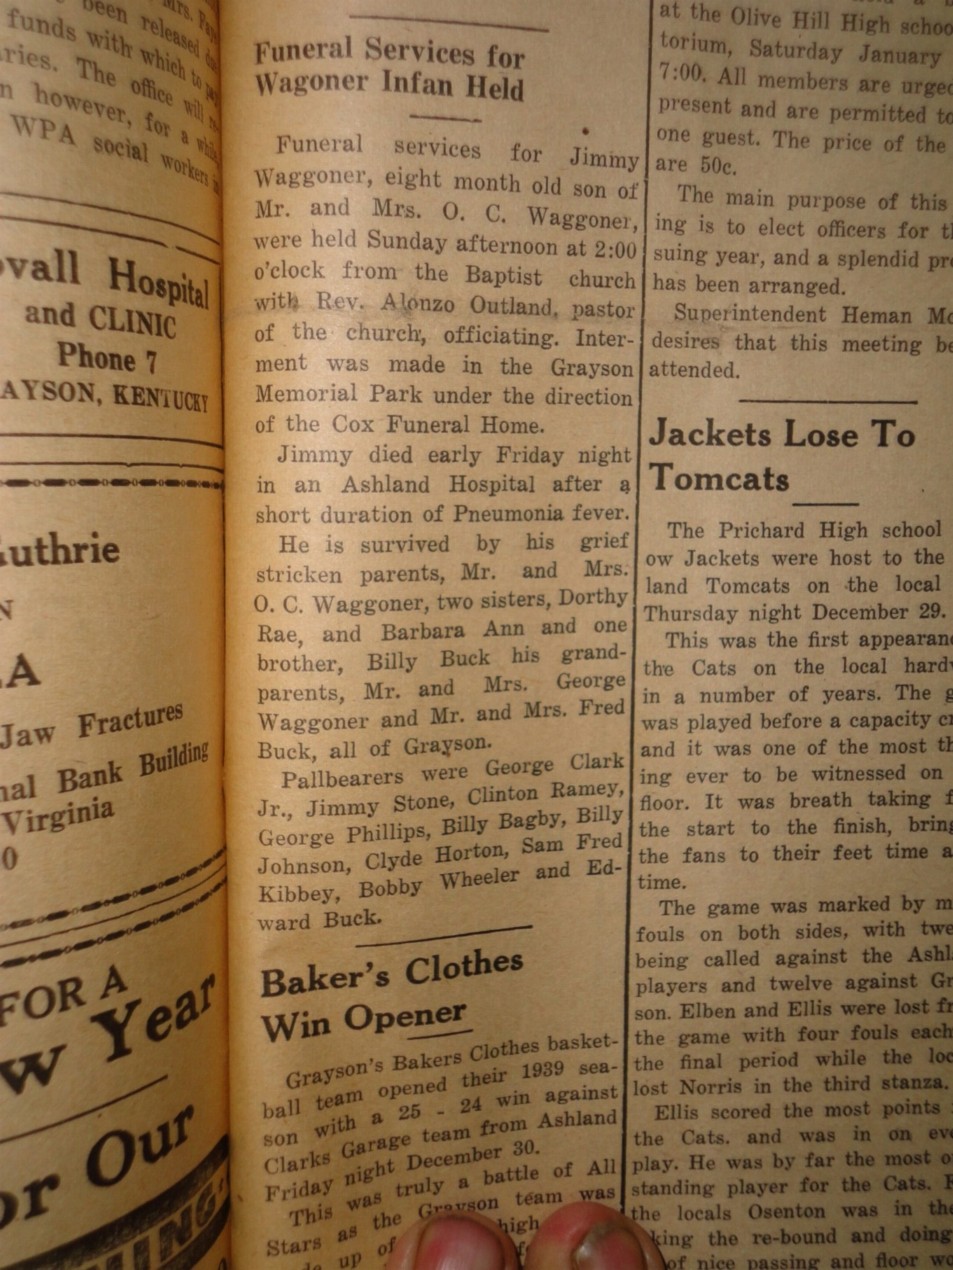 been released
funds with which to pay
The office will
however, for a while
WPA social workers
Hospital
and CLINIC
Phone 7
KENTUCKY
Guthrie
Jaw Fractures
Bank Building
Virginia
0
FOR A
Year
Our
Funeral Services for
Wagoner Infan Held
Funeral services for Jimmy
Waggoner, eight month old son of
Mr. and Mrs. O. C. Waggoner,
were held Sunday afternoon at 2:00
o'clock from the Baptist church
with Rev. Alonzo Outland, pastor
of the church, officiating. Inter-
ment was made in the Grayson
Memorial Park under the direction
of the Cox Funeral Home.
Jimmy died early Friday night
in an Ashland Hospital after a
short duration of Pneumonia fever.
He is survived by his grief
stricken parents, Mr. and Mrs.
O. C. Waggoner, two sisters, Dorthy
Rae, and Barbara Ann and one
brother, Billy Buck his grand-
parents, Mr. and Mrs. George
Waggoner and Mr. and Mrs. Fred
Buck, all of Grayson.
Pallbearers were George Clark
Jr., Jimmy Stone, Clinton Ramey,
George Phillips, Billy Bagby, Billy
Johnson, Clyde Horton, Sam Fred
Kibbey, Bobby Wheeler and Ed-
ward Buck.
Baker's Clothes
Win Opener
Grayson's Bakers Clothes basket-
ball team opened their 1939 sea-
son with a 25 - 24 win against
Clarks Garage team from Ashland
Friday night December 30.
This was truly a battle of All
Stars as the Grayson team was
up of high
at the Olive Hill High
torium, Saturday January
7:00. All members are
present and are permitted
one guest. The price of the
are 50c.
The main purpose of this
ing is to elect officers for
suing year, and a splendid
has been arranged.
Superintendent Heman
desires that this meeting
attended.
Jackets Lose To
Tomcats
The Prichard High school
ow Jackets were host to the
land Tomcats on the local
Thursday night December 29.
This was the first
the Cats on the local
in a number of years. The
was played before a capacity
and it was one of the most
ing ever to be witnessed on
floor. It was breath taking
the start to the finish,
the fans to their feet time
time.
The game was marked by
fouls on both sides, with
being called against the
players and twelve against
son. Elben and Ellis were lost
the game with four fouls each
the final period while the
lost Norris in the third stanza.
Ellis scored the most points
the Cats. and was in on
play. He was by far the most
standing player for the Cats.
the locals Osenton was in
king the re-bound and doing
of nice passing and floor